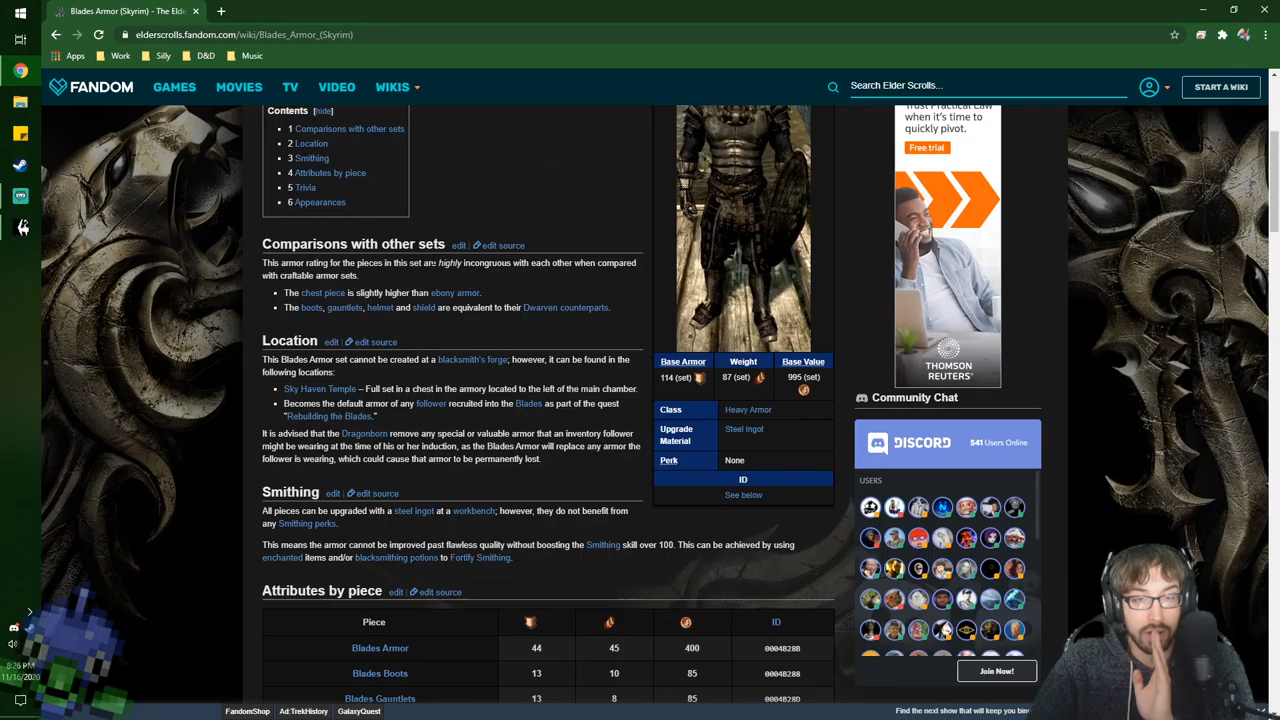 Blades Armor (Skyrim) - The Elde
elderscrolls.fandom.com/wiki/Blades_Armor_(Skyrim)
Apps Work Silly D&D Music
FANDOM GAMES MOVIES TV VIDEO WIKIS Search Elder Scrolls... START A WIKI
Contents [hide]
1 Comparisons with other sets
2 Location
3 Smithing
4 Attributes by piece
5 Trivia
6 Appearances
Comparisons with other sets edit | edit source
This armor rating for the pieces in this set are highly incongruous with each other when compared
with craftable armor sets.
The chest piece is slightly higher than ebony armor.
The boots, gauntlets, helmet and shield are equivalent to their Dwarven counterparts.
Location edit | edit source
This Blades Armor set cannot be created at a blacksmith's forge; however, it can be found in the
following locations:
Sky Haven Temple – Full set in a chest in the armory located to the left of the main chamber.
Becomes the default armor of any follower recruited into the Blades as part of the quest
"Rebuilding the Blades."
It is advised that the Dragonborn remove any special or valuable armor that an inventory follower
might be wearing at the time of his or her induction, as the Blades Armor will replace any armor the
follower is wearing, which could cause that armor to be permanently lost.
Smithing edit | edit source
All pieces can be upgraded with a steel ingot at a workbench; however, they do not benefit from
any Smithing perks.
This means the armor cannot be improved past flawless quality without boosting the Smithing skill over 100. This can be achieved by using
enchanted items and/or blacksmithing potions to Fortify Smithing.
Attributes by piece edit | edit source
Piece ID
Blades Armor 44 45 400 0004B28B
Blades Boots 13 10 85 0004B288
Blades Gauntlets 13 8 85 0004B28D
Base Armor Weight Base Value
114 (set) 87 (set) 995 (set)
Class Heavy Armor
Upgrade Material Steel Ingot
Perk None
ID
See below
Trust Practical Law
when it's time to
quickly pivot.
Free trial
THOMSON
REUTERS®
Community Chat
DISCORD 541 Users Online
USERS
Join Now!
8:26 PM
11/16/2020
FandomShop Ad:TrekHistory GalaxyQuest Find the next show that will keep you bing